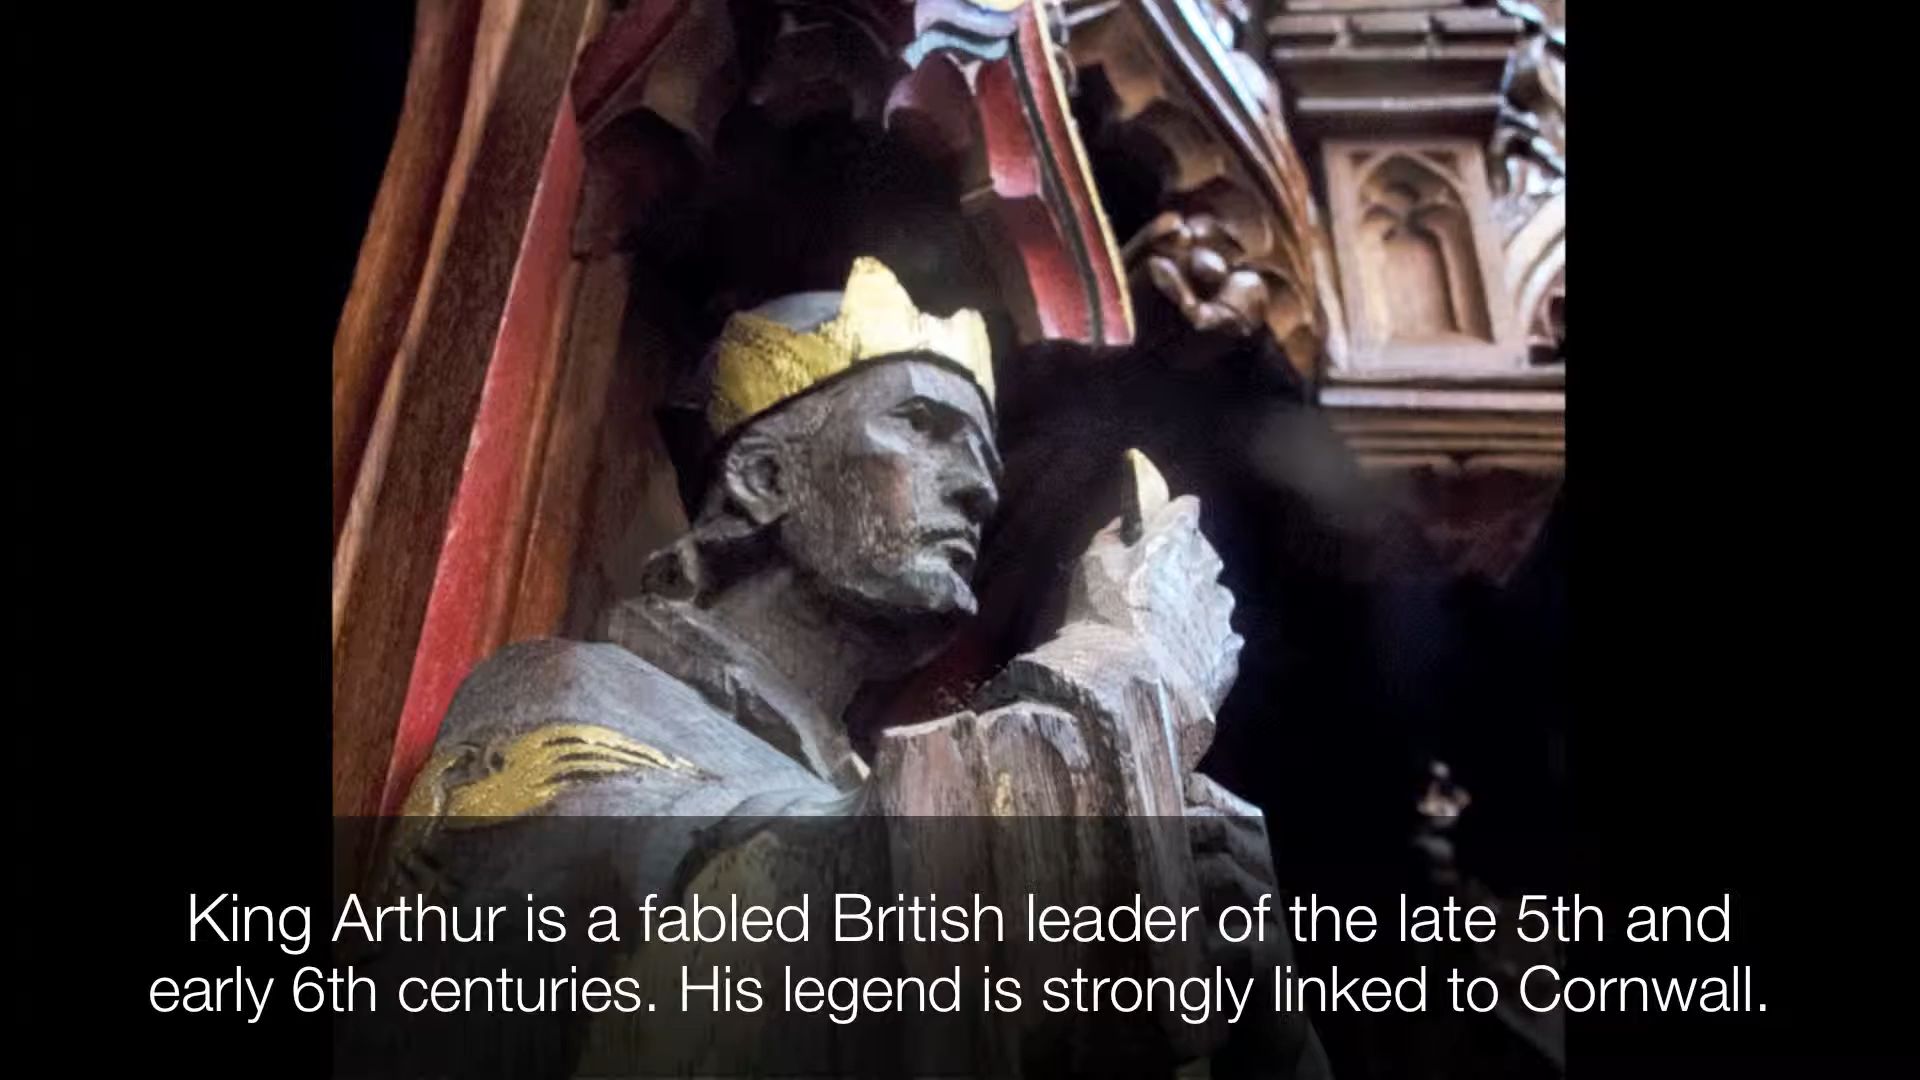 King Arthur is a fabled British leader of the late 5th and
early 6th centuries. His legend is strongly linked to Cornwall.